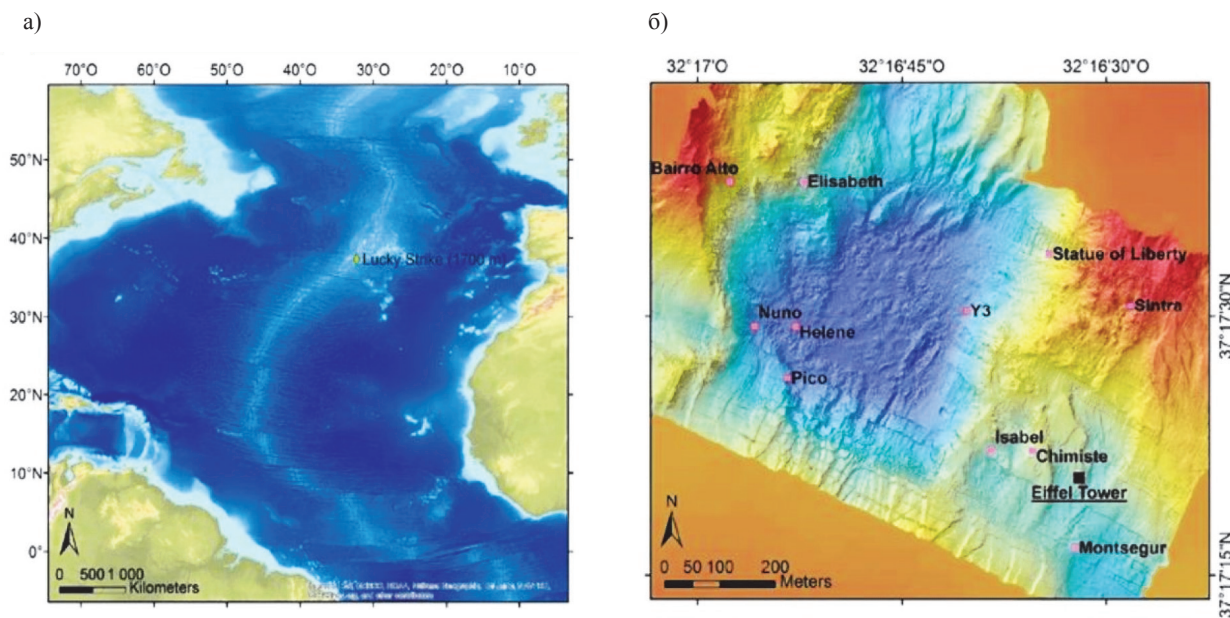 а)
70°O 60°O 50°O 40°O 30°O 20°O 10°O
50°N
40°N
Lucky Strike (1700 m)
30°N
20°N
10°N
0°
N
0 500 1 000
Kilometers
б)
32°17'O 32°16'45"O 32°16'30"O
Bairro Alto
Elisabeth
Statue of Liberty
Sintra
Nuno
Helene
Y3
Pico
Isabel
Chimiste
Eiffel Tower
Montsegur
37°17'30"N
37°17'15"N
N
0 50 100 200
Meters